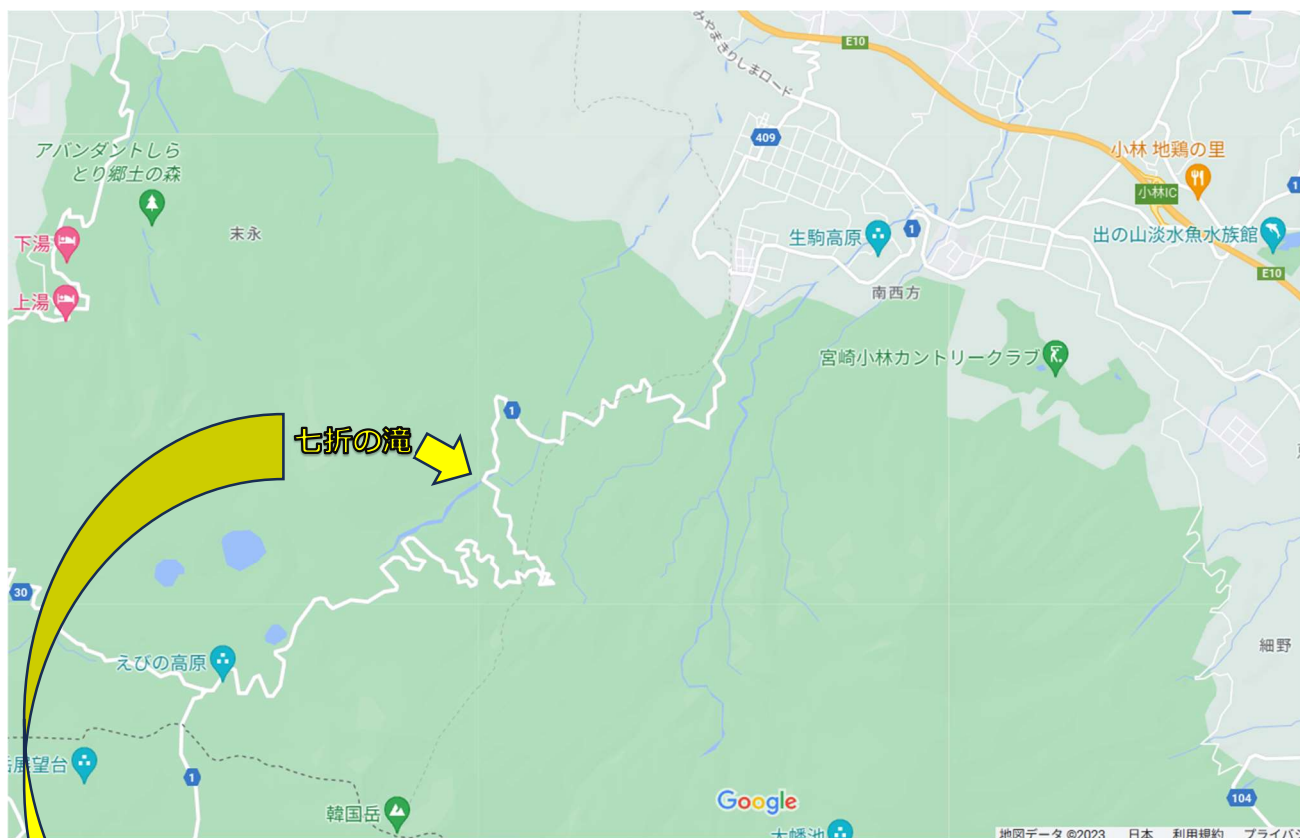 みやまきりしまロード
E10
409
アバンダントしら
とり郷土の森
小林 地鶏の里
小林IC
1
下湯
末永
生駒高原
1
出の山淡水魚水族館
E10
上湯
南西方
宮崎小林カントリークラブ
1
七折の滝
30
えびの高原
細野
岳展望台
1
104
韓国岳
Google
大幡池
地図データ ©2023 日本 利用規約